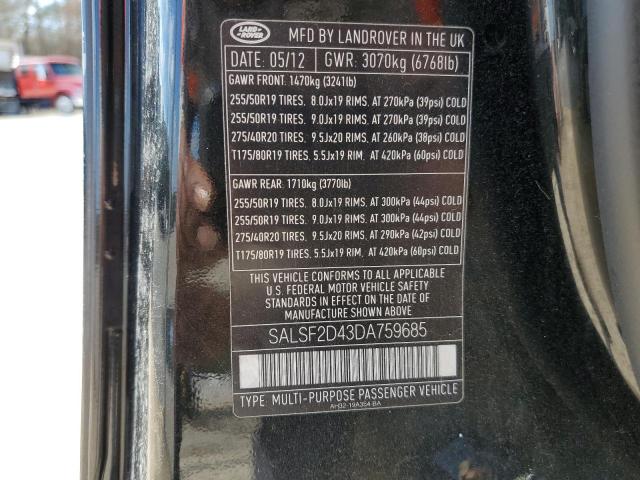 LAND-
ROVER
MFD BY LANDROVER IN THE UK
DATE: 05/12 GWR: 3070kg (6768lb)
GAWR FRONT: 1470kg (3241lb)
255/50R19 TIRES, 8.0Jx19 RIMS, AT 270kPa (39psi) COLD
255/50R19 TIRES, 9.0Jx19 RIMS, AT 270kPa (39psi) COLD
275/40R20 TIRES, 9.5Jx20 RIMS, AT 260kPa (38psi) COLD
T175/80R19 TIRES, 5.5Jx19 RIM, AT 420kPa (60psi) COLD
GAWR REAR: 1710kg (3770lb)
255/50R19 TIRES, 8.0Jx19 RIMS, AT 300kPa (44psi) COLD
255/50R19 TIRES, 9.0Jx19 RIMS, AT 300kPa (44psi) COLD
275/40R20 TIRES, 9.5Jx20 RIMS, AT 290kPa (42psi) COLD
T175/80R19 TIRES, 5.5Jx19 RIM, AT 420kPa (60psi) COLD
THIS VEHICLE CONFORMS TO ALL APPLICABLE
U.S. FEDERAL MOTOR VEHICLE SAFETY
STANDARDS IN EFFECT ON THE DATE OF
MANUFACTURE SHOWN ABOVE.
SALSF2D43DA759685
TYPE: MULTI-PURPOSE PASSENGER VEHICLE
AH32-19A354-BA